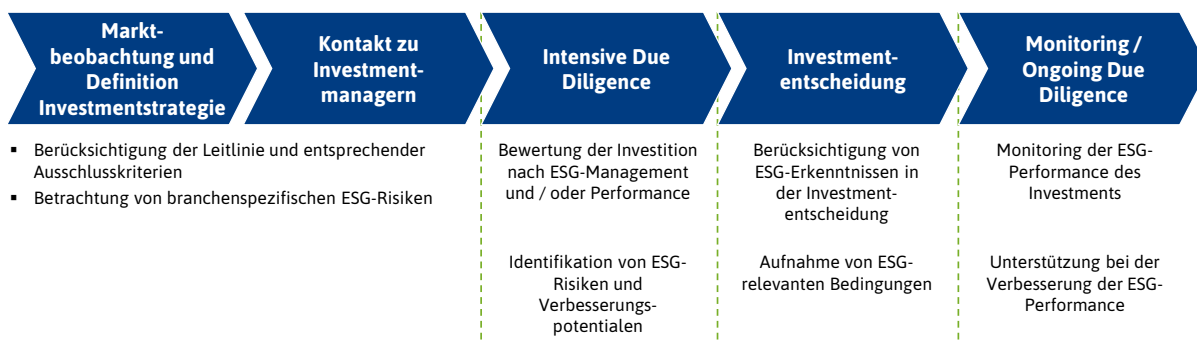 Markt-
beobachtung und
Definition
Investmentstrategie
Kontakt zu
Investment-
managern
Intensive Due
Diligence
Investment-
entscheidung
Monitoring /
Ongoing Due
Diligence
▪ Berücksichtigung der Leitlinie und entsprechender
Ausschlusskriterien
▪ Betrachtung von branchenspezifischen ESG-Risiken
Bewertung der Investition
nach ESG-Management
und / oder Performance
Identifikation von ESG-
Risiken und
Verbesserungs-
potentialen
Berücksichtigung von
ESG-Erkenntnissen in
der Investment-
entscheidung
Aufnahme von ESG-
relevanten Bedingungen
Monitoring der ESG-
Performance des
Investments
Unterstützung bei der
Verbesserung der ESG-
Performance